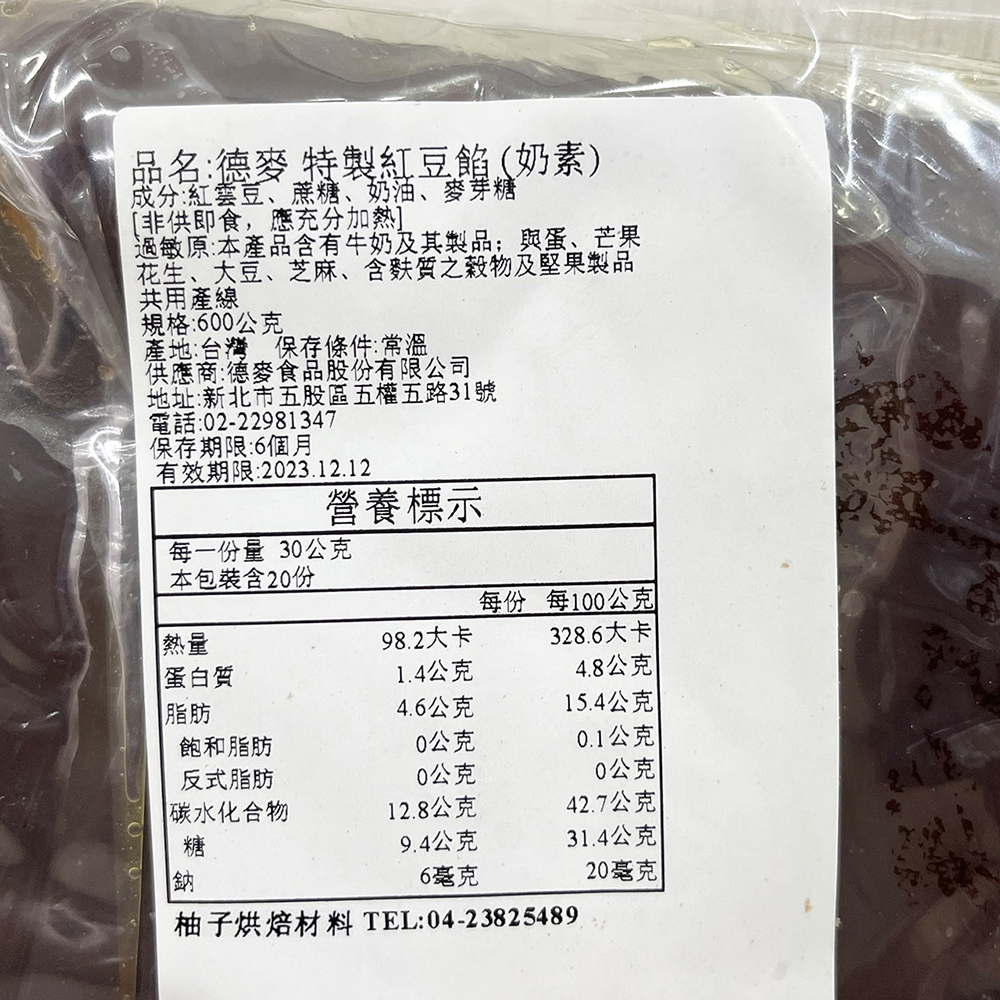 品名:德麥 特製紅豆餡(奶素)
成分:紅雲豆、蔗糖、奶油、麥芽糖
[非供即食，應充分加熱]
過敏原:本產品含有牛奶及其製品；與蛋、芒果
花生、大豆、芝麻、含麩質之穀物及堅果製品
共用產線
規格:600公克
產地:台灣 保存條件:常溫
供應商:德麥食品股份有限公司
地址:新北市五股區五權五路31號
電話:02-22981347
保存期限:6個月
有效期限:2023.12.12
營養標示
每一份量 30公克
本包裝含20份
每份 每100公克
熱量 98.2大卡 328.6大卡
蛋白質 1.4公克 4.8公克
脂肪 4.6公克 15.4公克
飽和脂肪 0公克 0.1公克
反式脂肪 0公克 0公克
碳水化合物 12.8公克 42.7公克
糖 9.4公克 31.4公克
鈉 6毫克 20毫克
柚子烘焙材料 TEL:04-23825489